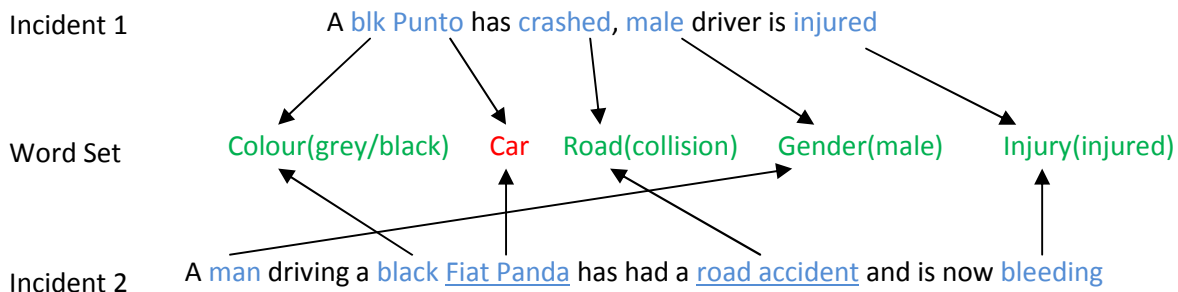 Incident 1 A blk Punto has crashed, male driver is injured
Word Set Colour(grey/black) Car Road(collision) Gender(male) Injury(injured)
Incident 2 A man driving a black Fiat Panda has had a road accident and is now bleeding